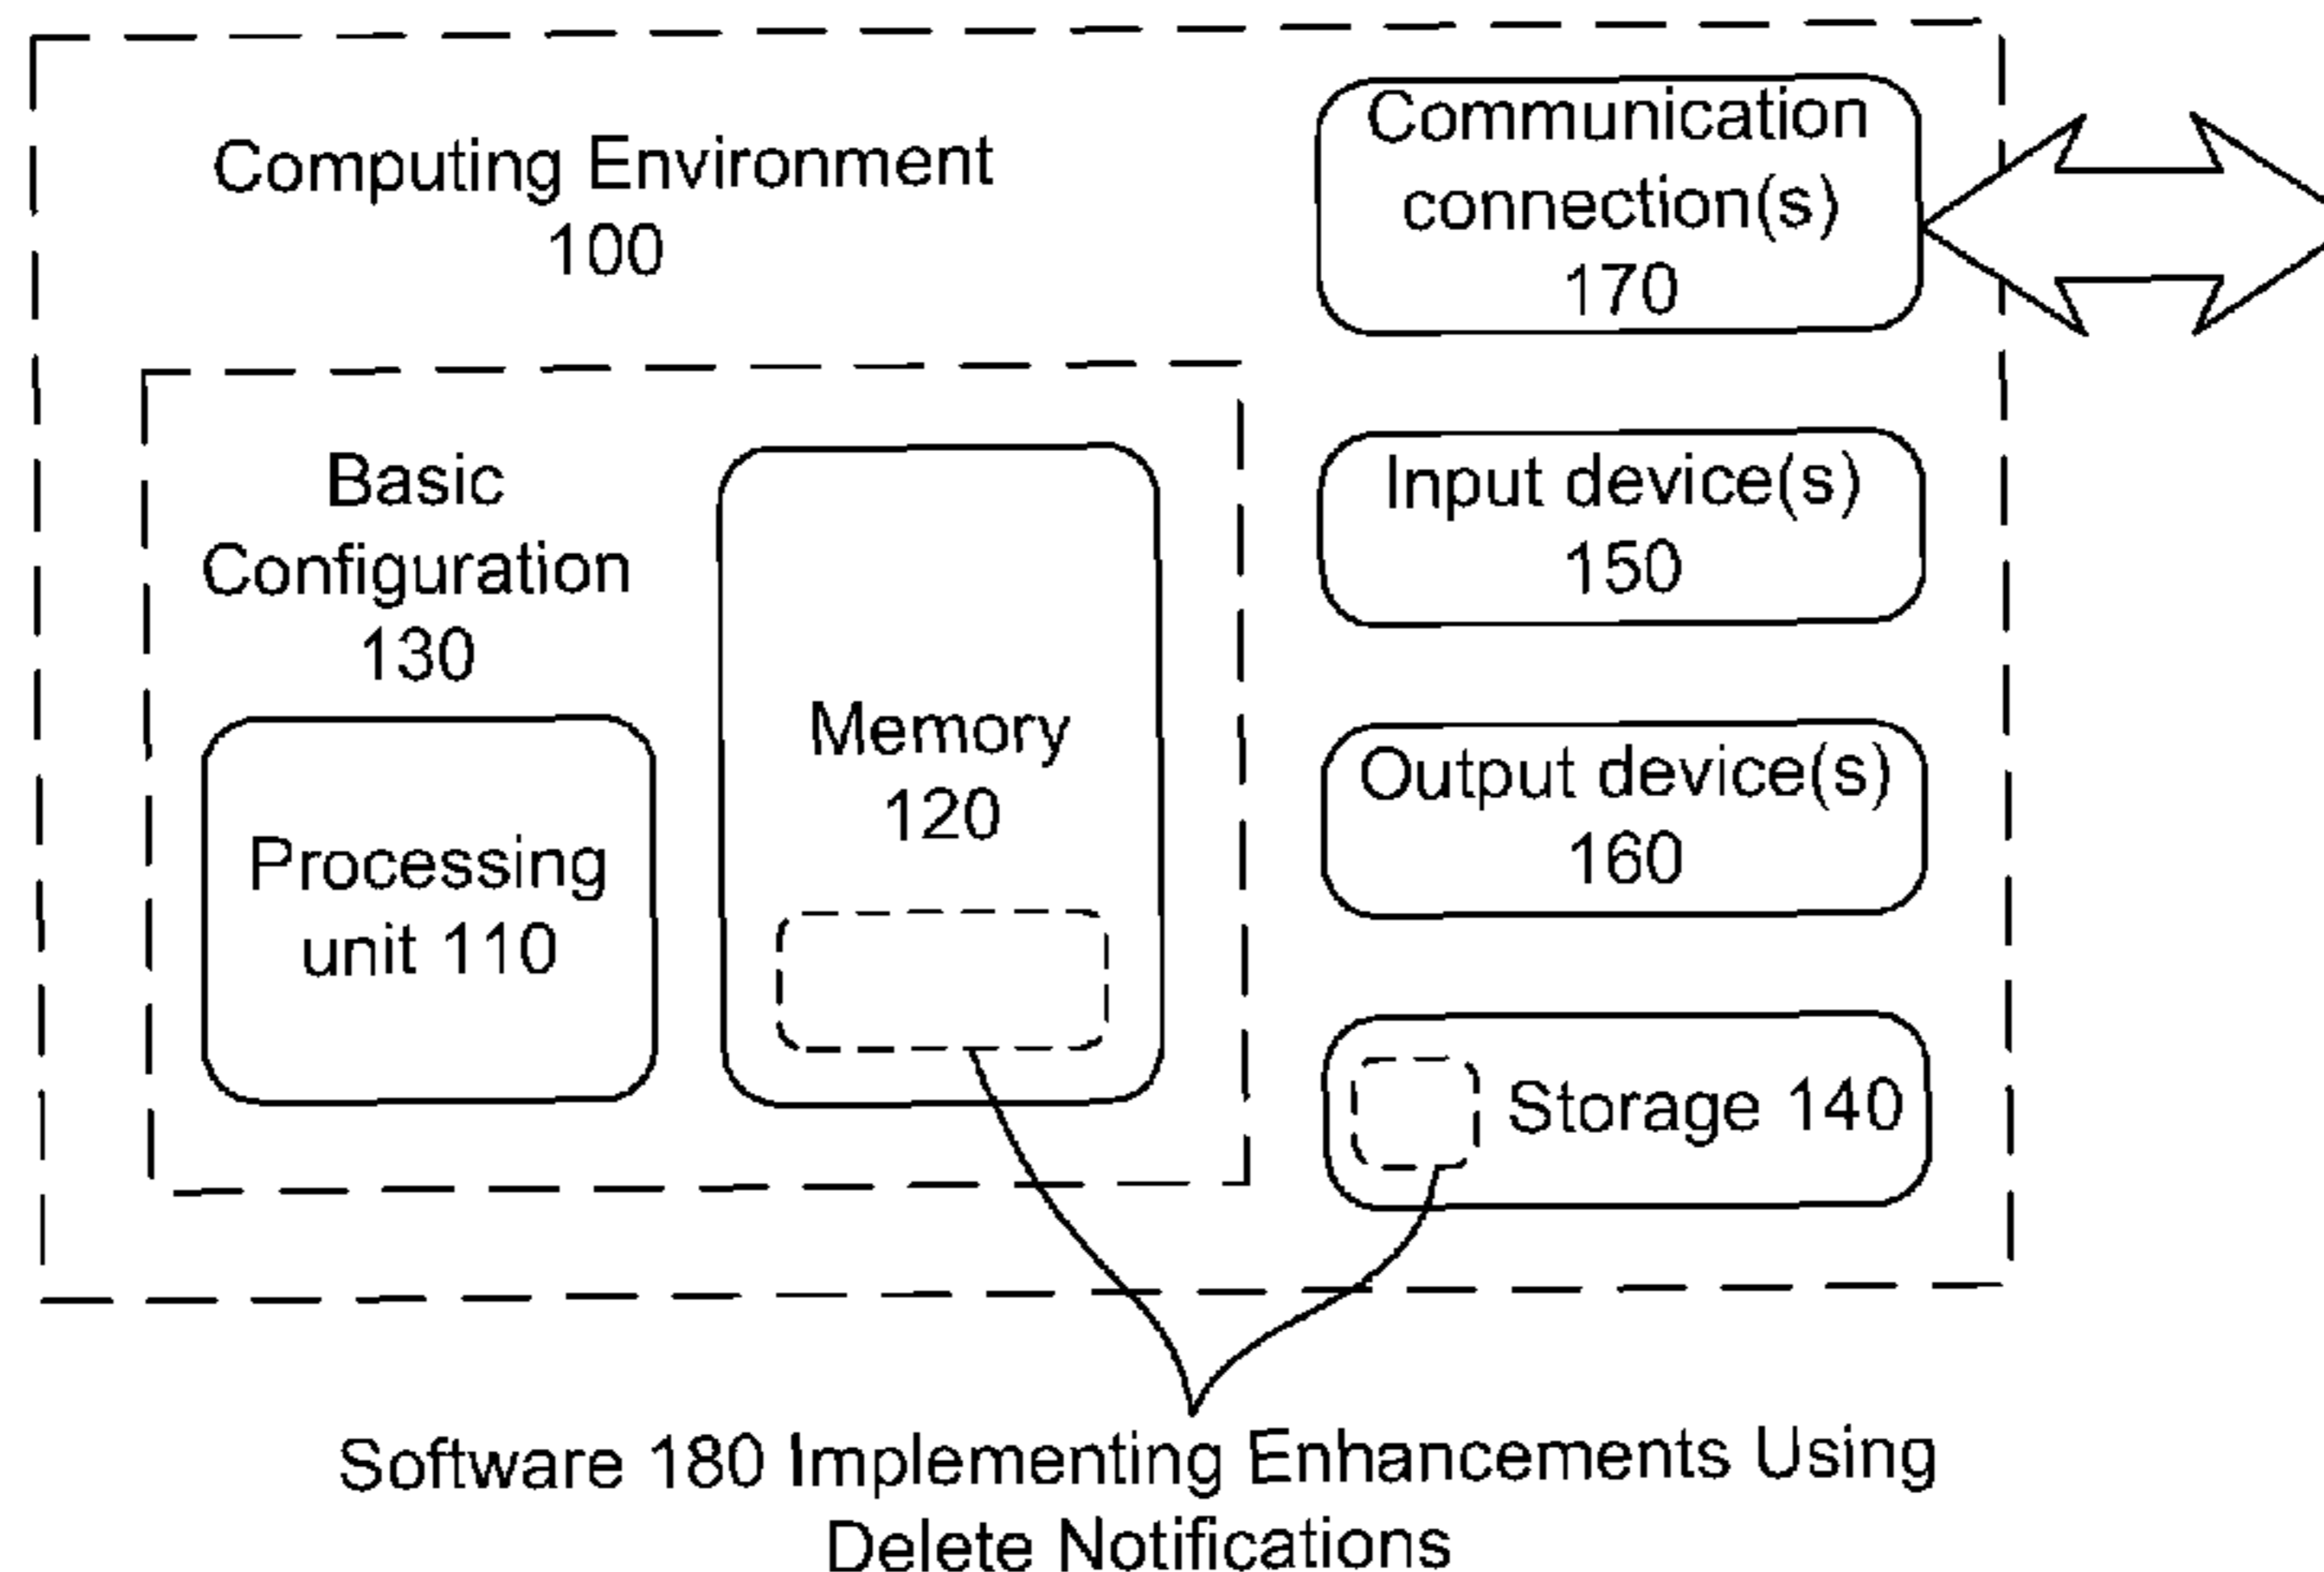 Computing Environment
100
Communication
connection(s)
170
Basic
Configuration
130
Processing
unit 110
Memory
120
Input device(s)
150
Output device(s)
160
Storage 140
Software 180 Implementing Enhancements Using
Delete Notifications